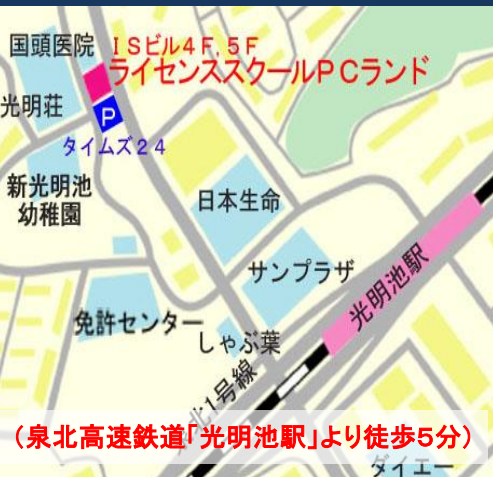 国頭医院
ISビル4F.5F
ライセンススクールPCランド
光明荘
P
タイムズ24
新光明池
幼稚園
日本生命
サンプラザ
光明池駅
免許センター
しゃぶ葉
北1号線
(泉北高速鉄道「光明池駅」より徒歩5分)
ダイエー